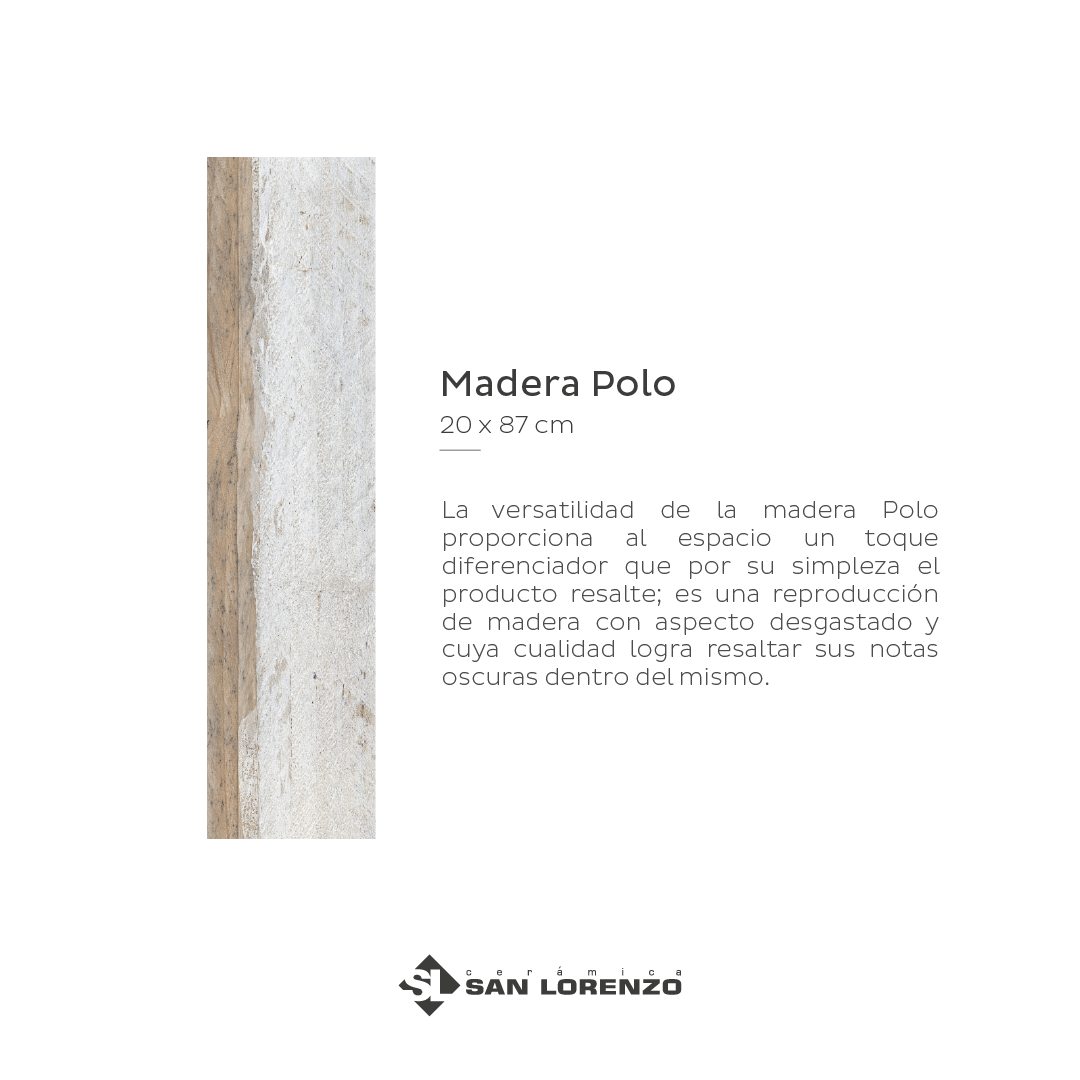 Madera Polo
20 x 87 cm
La versatilidad de la madera Polo
proporciona al espacio un toque
diferenciador que por su simpleza el
producto resalte; es una reproducción
de madera con aspecto desgastado y
cuya cualidad logra resaltar sus notas
oscuras dentro del mismo.
SL
cerámica
SAN LORENZO